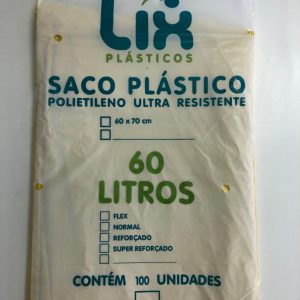 Lix
PLÁSTICOS
SACO PLÁSTICO
POLIETILENO ULTRA RESISTENTE
60 x 70 cm
60
LITROS
FLEX
NORMAL
REFORÇADO
SUPER REFORÇADO
CONTÉM 100 UNIDADES